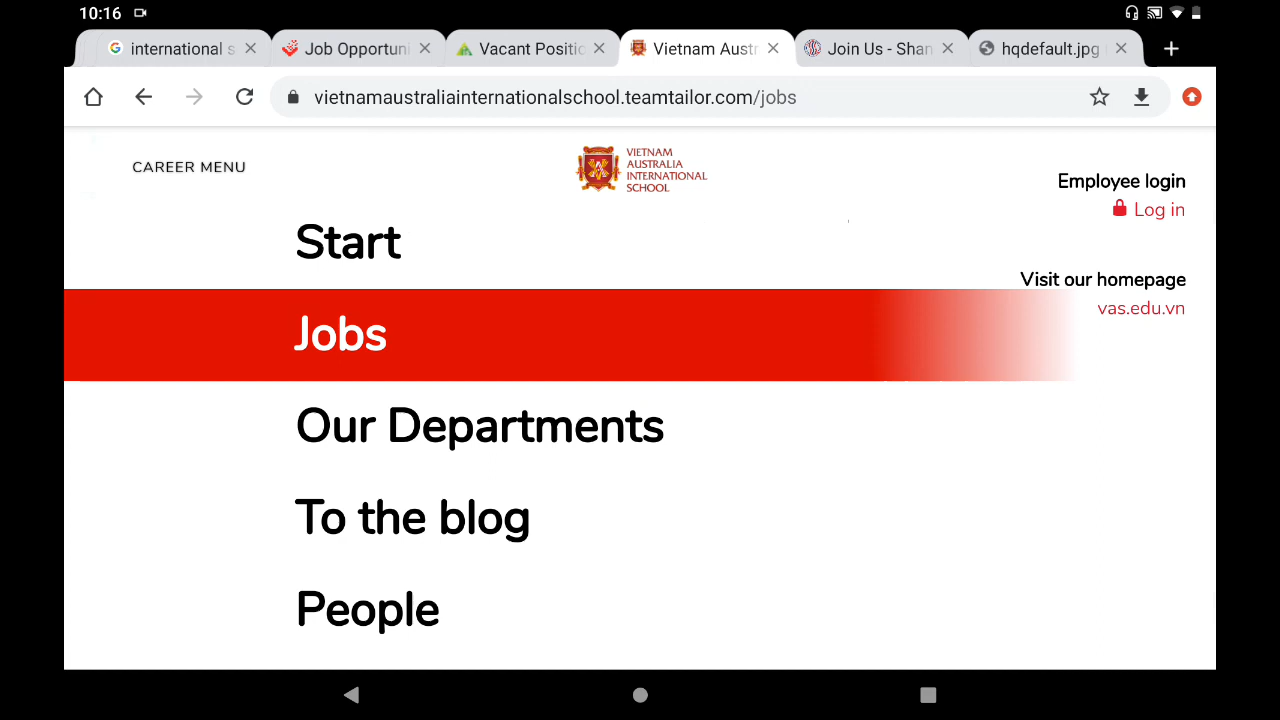 10:16
international s
Job Opportuni
Vacant Positic
Vietnam Austr
Join Us - Shan
hqdefault.jpg
vietnamaustraliainternationalschool.teamtailor.com/jobs
CAREER MENU
VIETNAM
AUSTRALIA
INTERNATIONAL
SCHOOL
Employee login
Log in
Start
Visit our homepage
vas.edu.vn
Jobs
Our Departments
To the blog
People